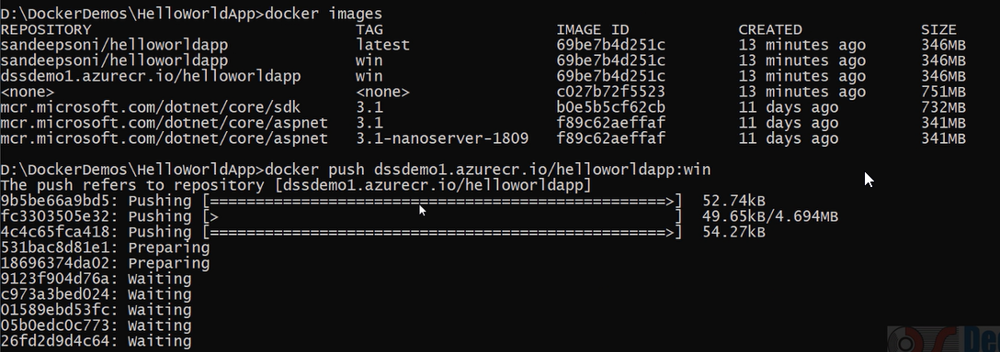 D:\DockerDemos\HelloWorldApp>docker images
REPOSITORY TAG IMAGE ID CREATED SIZE
sandeepsoni/helloworldapp latest 69be7b4d251c 13 minutes ago 346MB
sandeepsoni/helloworldapp win 69be7b4d251c 13 minutes ago 346MB
dssdemo1.azurecr.io/helloworldapp win 69be7b4d251c 13 minutes ago 346MB
<none> <none> c027b72f5523 13 minutes ago 751MB
mcr.microsoft.com/dotnet/core/sdk 3.1 b0e5b5cf62cb 11 days ago 732MB
mcr.microsoft.com/dotnet/core/aspnet 3.1 f89c62aeffaf 11 days ago 341MB
mcr.microsoft.com/dotnet/core/aspnet 3.1-nanoserver-1809 f89c62aeffaf 11 days ago 341MB
D:\DockerDemos\HelloWorldApp>docker push dssdemo1.azurecr.io/helloworldapp:win
The push refers to repository [dssdemo1.azurecr.io/helloworldapp]
9b5be66a9bd5: Pushing [==================================================>] 52.74kB
fc3303505e32: Pushing [> ] 49.65kB/4.694MB
4c4c65fca418: Pushing [==================================================>] 54.27kB
531bac8d81e1: Preparing
18696374da02: Preparing
9123f904d76a: Waiting
c973a3bed024: Waiting
01589ebd53fc: Waiting
05b0edc0c773: Waiting
26fd2d9d4c64: Waiting